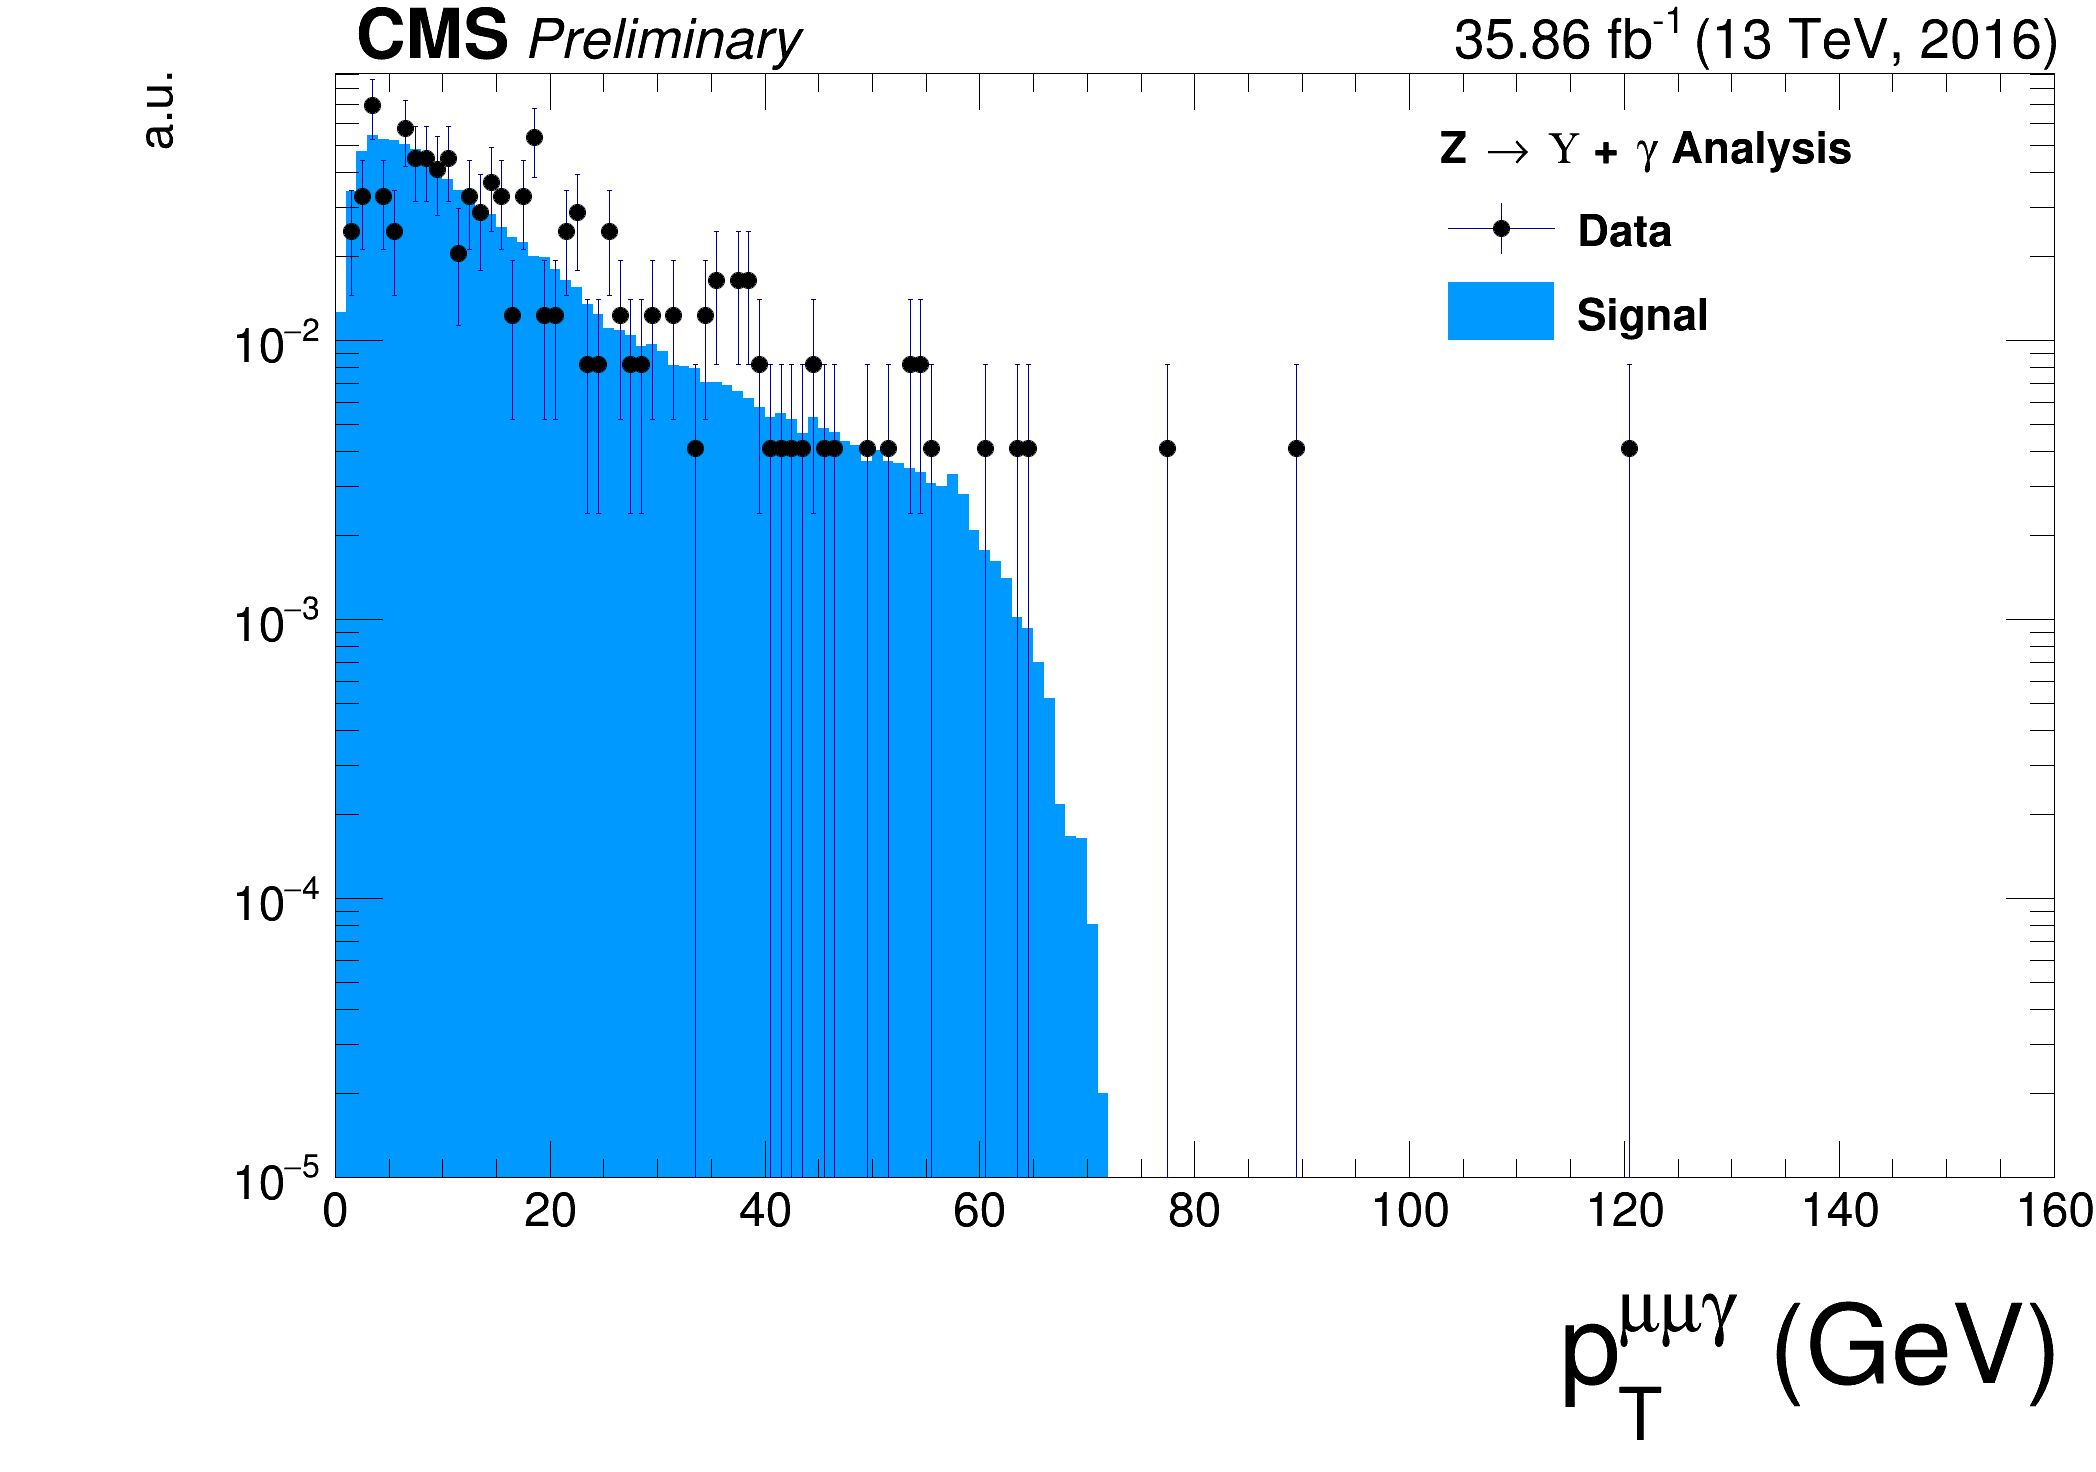 CMS Preliminary 35.86 fb⁻¹ (13 TeV, 2016)
a.u.
Z → Υ + γ Analysis
Data
Signal
10⁻²
10⁻³
10⁻⁴
10⁻⁵
0 20 40 60 80 100 120 140 160
p_T^{μμγ} (GeV)